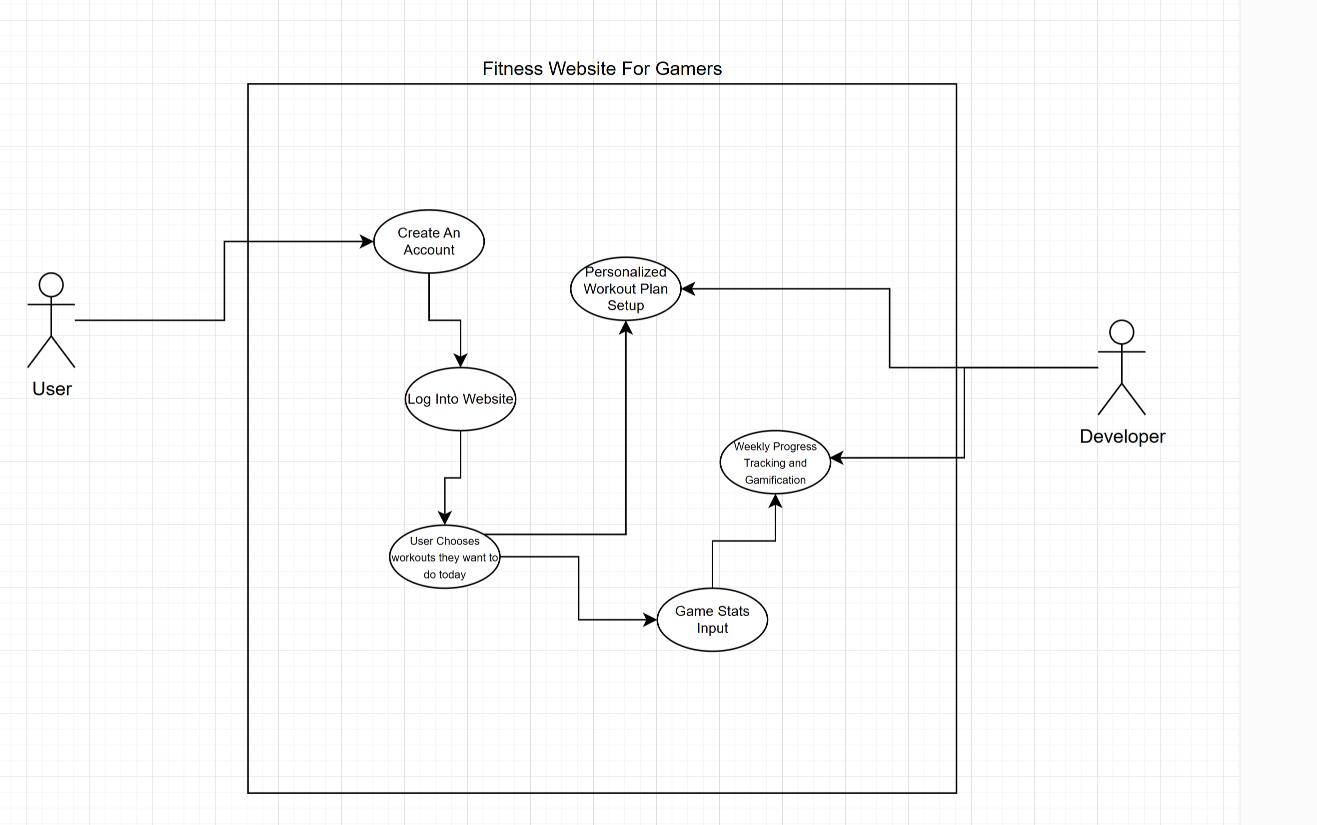 Fitness Website For Gamers
Create An
Account
Personalized
Workout Plan
Setup
User
Log Into Website
Developer
Weekly Progress
Tracking and
Gamification
User Chooses
workouts they want to
do today
Game Stats
Input